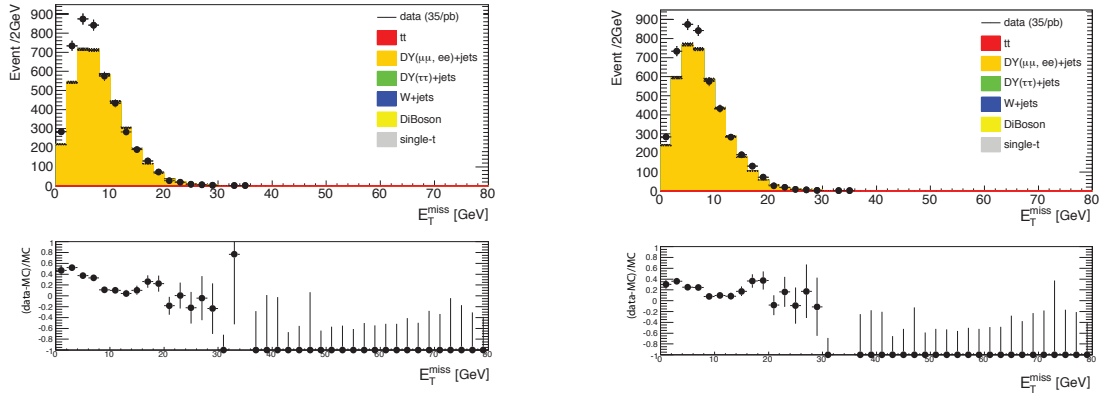 Event /2GeV
900
800
700
600
500
400
300
200
100
0
data (35/pb)
tt
DY(μμ, ee)+jets
DY(ττ)+jets
W+jets
DiBoson
single-t
0 10 20 30 40 50 60 70 80
E_T^miss [GeV]
(data-MC)/MC
1
0.8
0.6
0.4
0.2
0
-0.2
-0.4
-0.6
-0.8
-1
0 10 20 30 40 50 60 70 80
E_T^miss [GeV]
Event /2GeV
900
800
700
600
500
400
300
200
100
0
data (35/pb)
tt
DY(μμ, ee)+jets
DY(ττ)+jets
W+jets
DiBoson
single-t
0 10 20 30 40 50 60 70 80
E_T^miss [GeV]
(data-MC)/MC
1
0.8
0.6
0.4
0.2
0
-0.2
-0.4
-0.6
-0.8
-1
0 10 20 30 40 50 60 70 80
E_T^miss [GeV]